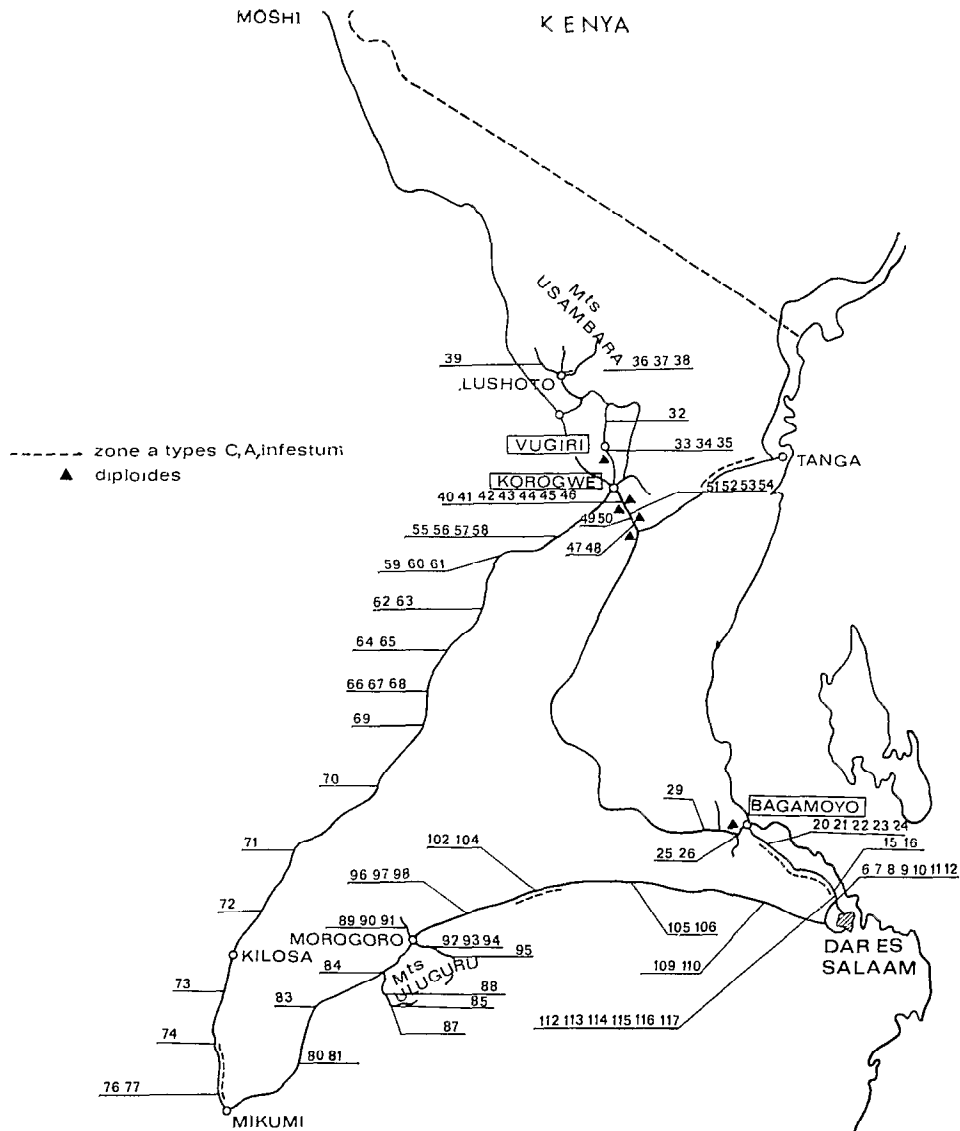 MOSHI
KENYA
Mts
USAMBARA
39
36 37 38
LUSHOTO
32
VUGIRI
33 34 35
zone a types C,A,infestum
diploides
TANGA
KOROGWE
51 52 53 54
40 41 42 43 44 45 46
49 50
55 56 57 58
47 48
59 60 61
62 63
64 65
66 67 68
69
70
29
BAGAMOYO
20 21 22 23 24
71
102 104
25 26
15 16
96 97 98
6 7 8 9 10 11 12
72
89 90 91
MOROGORO
92 93 94
105 106
95
DAR ES
SALAAM
KILOSA
84
Mts
ULUGURU
109 110
73
88
83
85
74
87
112 113 114 115 116 117
80 81
76 77
MIKUMI